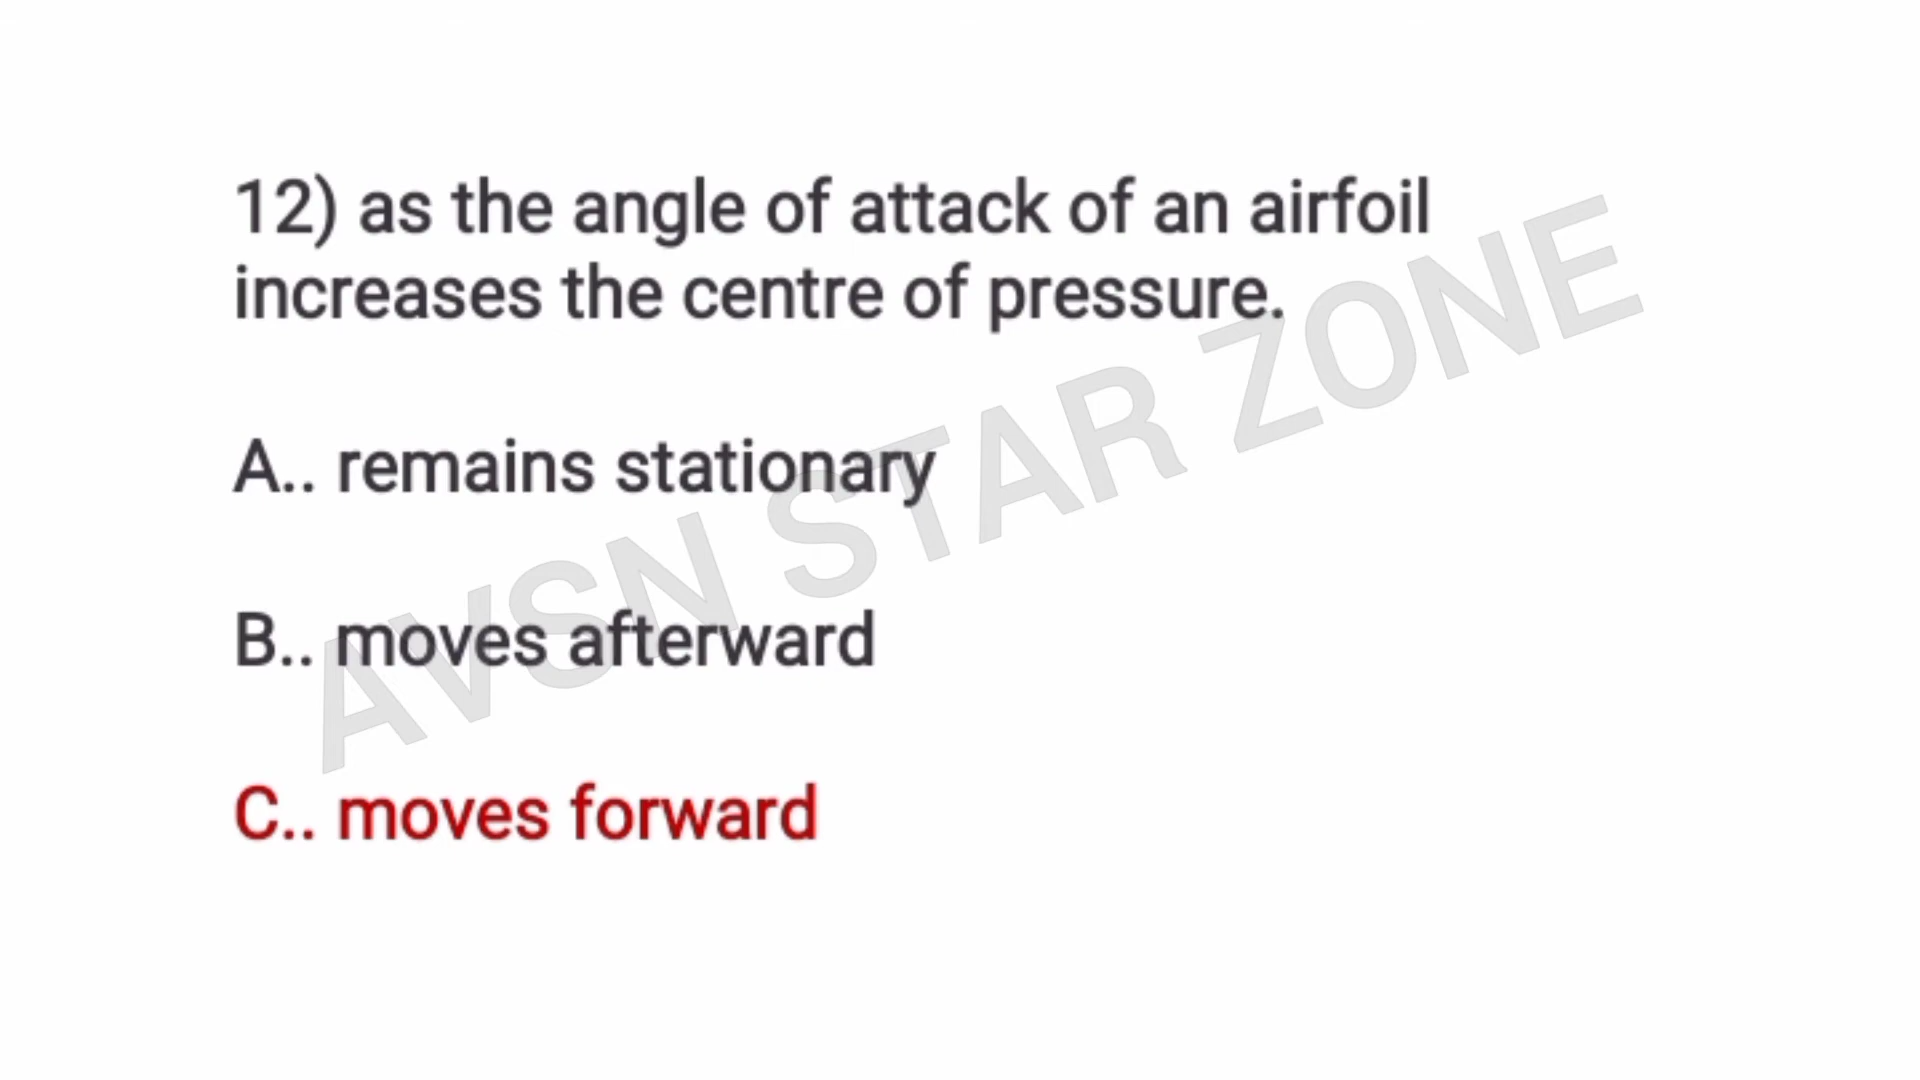 12) as the angle of attack of an airfoil
increases the centre of pressure.
A.. remains stationary
B.. moves afterward
C.. moves forward
AVSN STAR ZONE